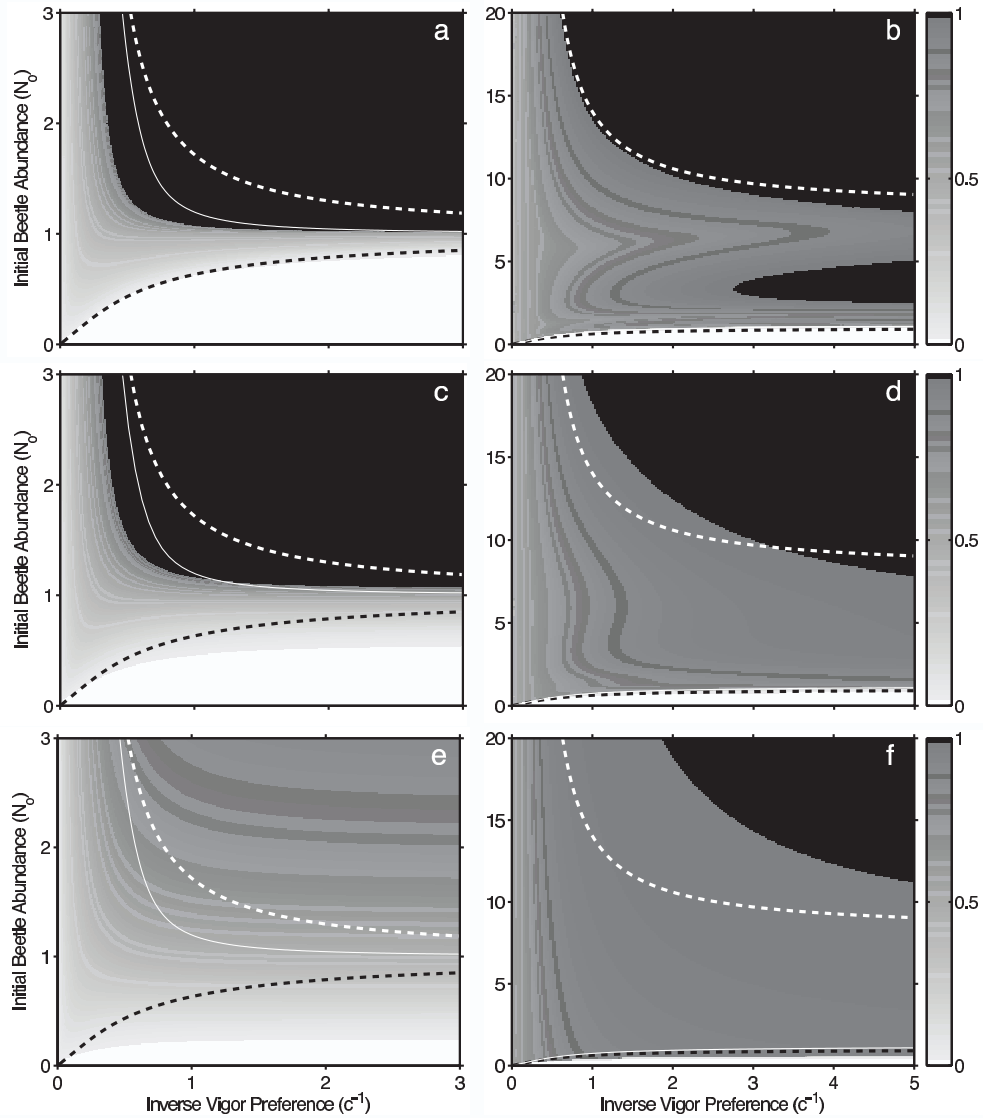 3
2
1
0
Initial Beetle Abundance (N₀)
a
20
15
10
5
0
b
1
0.5
0
3
2
1
0
Initial Beetle Abundance (N₀)
c
20
15
10
5
0
d
1
0.5
0
3
2
1
0
Initial Beetle Abundance (N₀)
e
0 1 2 3
Inverse Vigor Preference (c⁻¹)
20
15
10
5
0
f
0 1 2 3 4 5
Inverse Vigor Preference (c⁻¹)
1
0.5
0